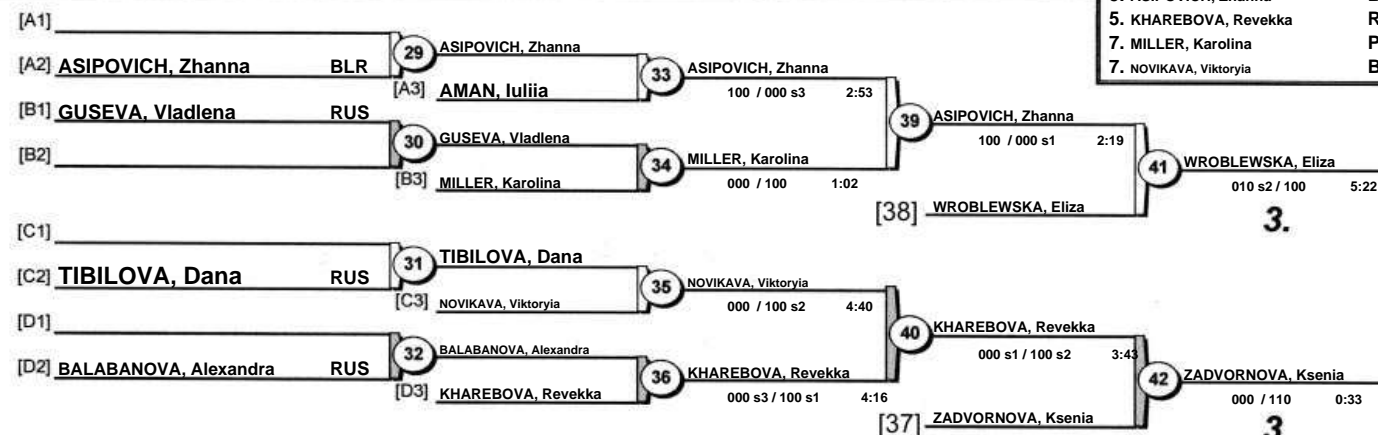 5. KHAREBOVA, Revekka R
7. MILLER, Karolina P
7. NOVIKAVA, Viktoryia B
[A1]
[A2] ASIPOVICH, Zhanna BLR
29 ASIPOVICH, Zhanna
[A3] AMAN, Iuliia
33 ASIPOVICH, Zhanna
100 / 000 s3 2:53
[B1] GUSEVA, Vladlena RUS
[B2]
30 GUSEVA, Vladlena
[B3] MILLER, Karolina
34 MILLER, Karolina
000 / 100 1:02
39 ASIPOVICH, Zhanna
100 / 000 s1 2:19
[38] WROBLEWSKA, Eliza
41 WROBLEWSKA, Eliza
010 s2 / 100 5:22
3.
[C1]
[C2] TIBILOVA, Dana RUS
31 TIBILOVA, Dana
[C3] NOVIKAVA, Viktoryia
35 NOVIKAVA, Viktoryia
000 / 100 s2 4:40
[D1]
[D2] BALABANOVA, Alexandra RUS
32 BALABANOVA, Alexandra
[D3] KHAREBOVA, Revekka
36 KHAREBOVA, Revekka
000 s3 / 100 s1 4:16
40 KHAREBOVA, Revekka
000 s1 / 100 s2 3:43
[37] ZADVORNOVA, Ksenia
42 ZADVORNOVA, Ksenia
000 / 110 0:33
3